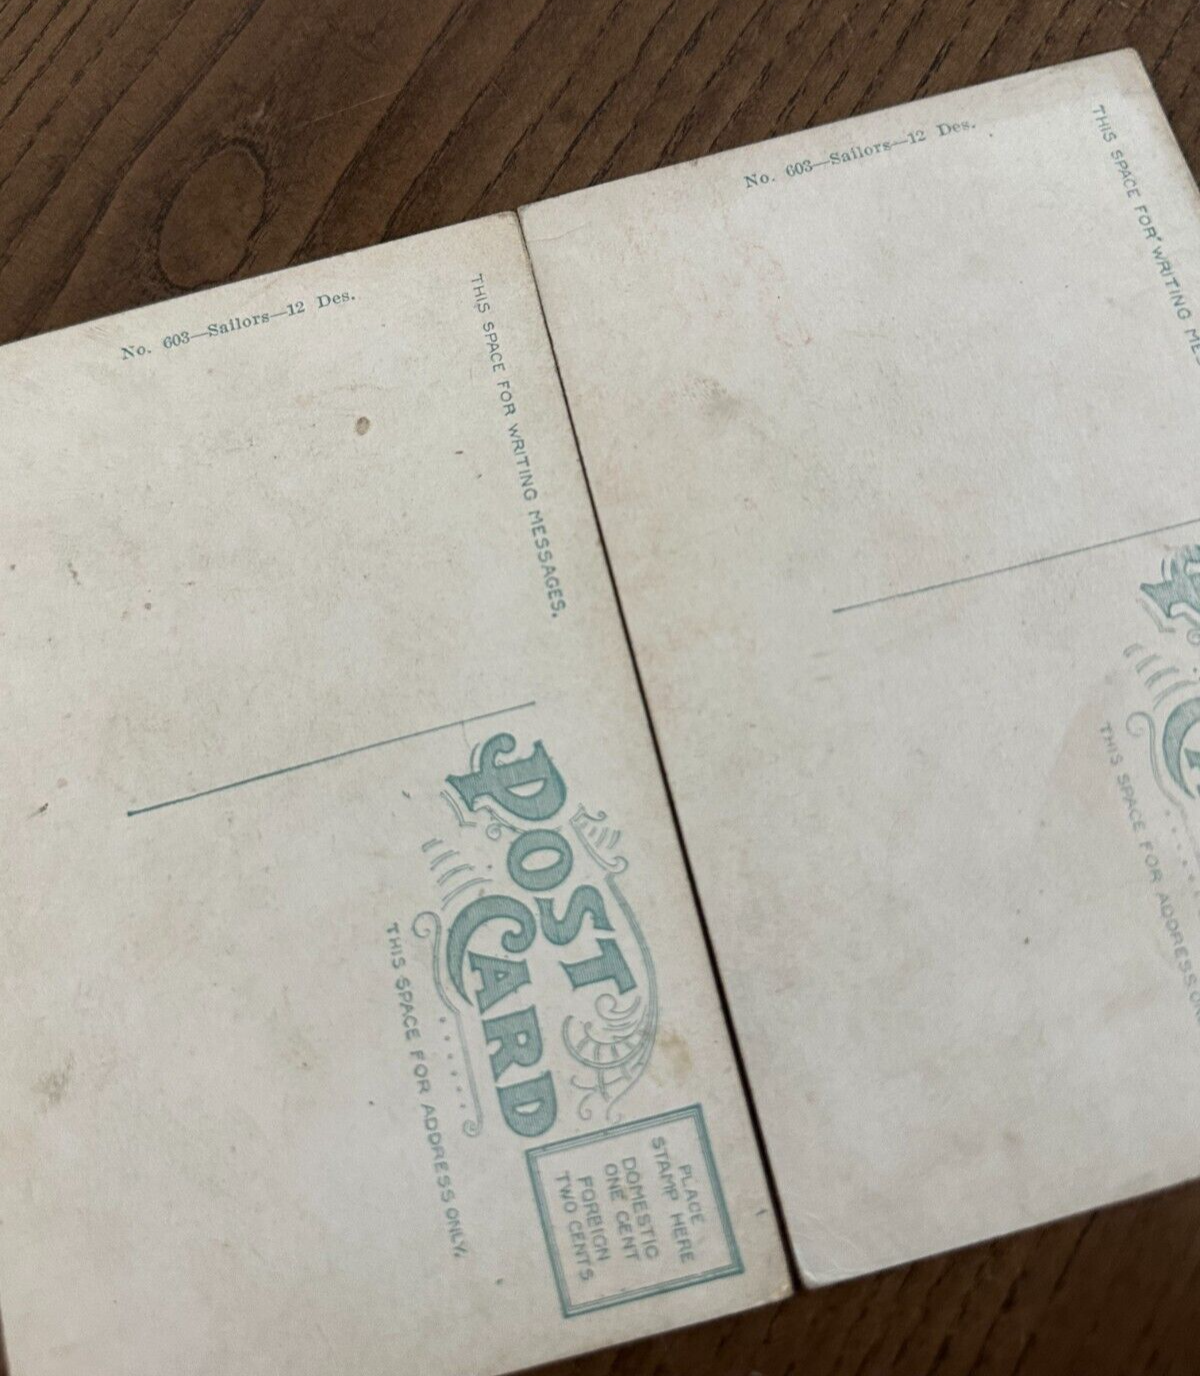 No. 603—Sailors—12 Des.
THIS SPACE FOR WRITING MESSAGES.
POST
CARD
THIS SPACE FOR ADDRESS ONLY.
PLACE
STAMP HERE
DOMESTIC
ONE CENT
FOREIGN
TWO CENTS
No. 603—Sailors—12 Des.
THIS SPACE FOR WRITING
THIS SPACE FOR ADDRESS